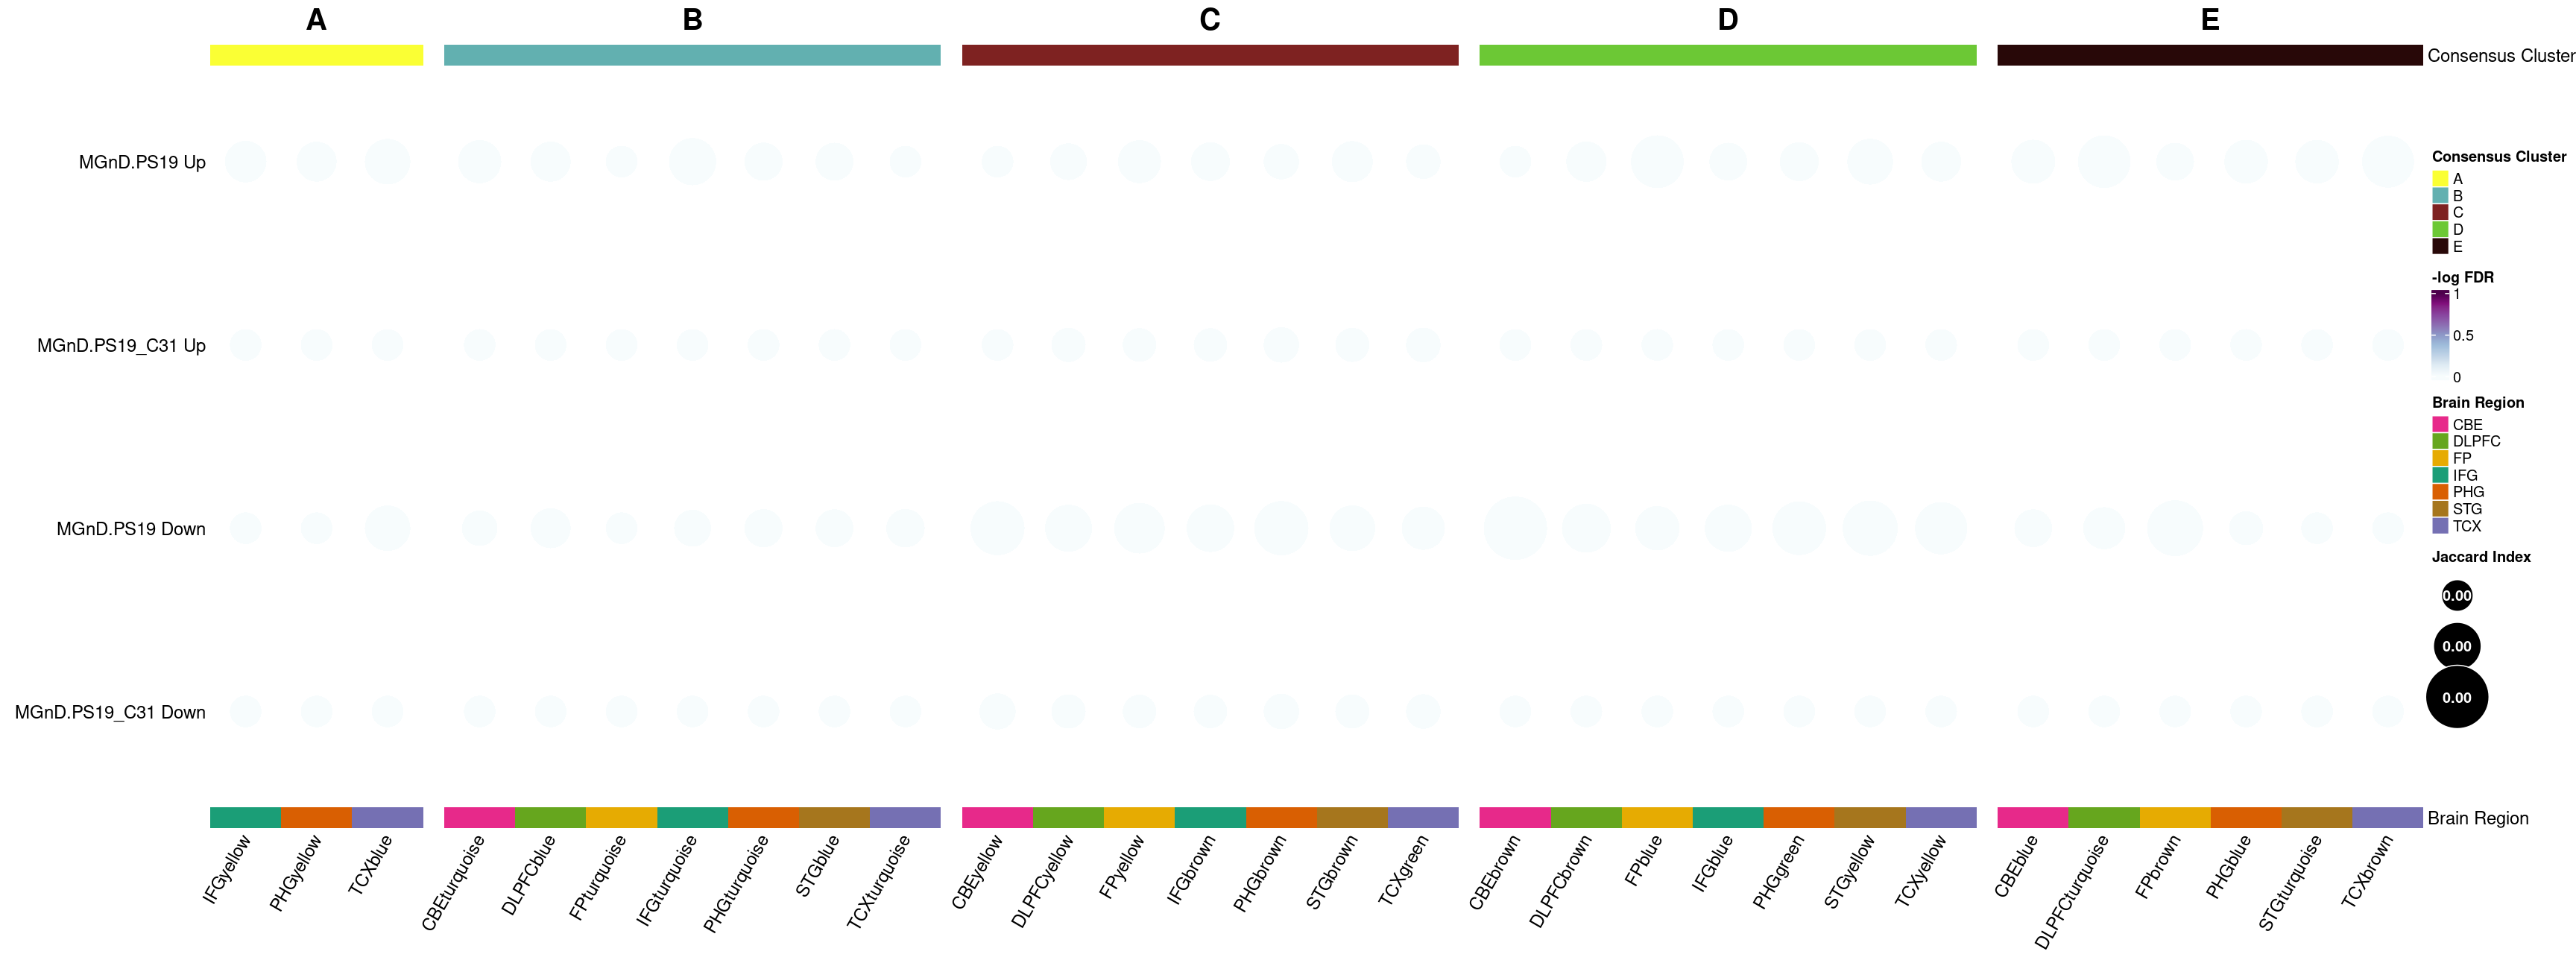 A B C D E
Consensus Cluster
MGnD.PS19 Up
MGnD.PS19_C31 Up
MGnD.PS19 Down
MGnD.PS19_C31 Down
Brain Region
IFGyellow
PHGyellow
TCXblue
CBEturquoise
DLPFCblue
FPturquoise
IFGturquoise
PHGturquoise
STGblue
TCXturquoise
CBEyellow
DLPFCyellow
FPyellow
IFGbrown
PHGbrown
STGbrown
TCXgreen
CBEbrown
DLPFCbrown
FPblue
IFGblue
PHGgreen
STGyellow
TCXyellow
CBEblue
DLPFCturquoise
FPbrown
PHGblue
STGturquoise
TCXbrown
Consensus Cluster
A
B
C
D
E
-log FDR
1
0.5
0
Brain Region
CBE
DLPFC
FP
IFG
PHG
STG
TCX
Jaccard Index
0.00
0.00
0.00